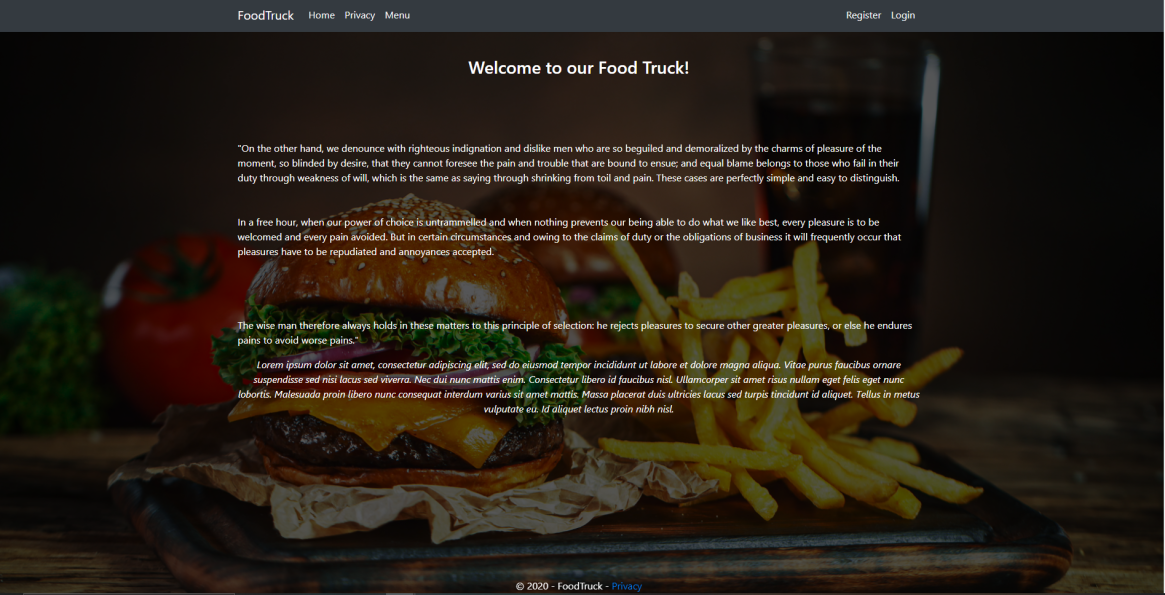 FoodTruck Home Privacy Menu Register Login
Welcome to our Food Truck!
"On the other hand, we denounce with righteous indignation and dislike men who are so beguiled and demoralized by the charms of pleasure of the
moment, so blinded by desire, that they cannot foresee the pain and trouble that are bound to ensue; and equal blame belongs to those who fail in their
duty through weakness of will, which is the same as saying through shrinking from toil and pain. These cases are perfectly simple and easy to distinguish.
In a free hour, when our power of choice is untrammelled and when nothing prevents our being able to do what we like best, every pleasure is to be
welcomed and every pain avoided. But in certain circumstances and owing to the claims of duty or the obligations of business it will frequently occur that
pleasures have to be repudiated and annoyances accepted.
The wise man therefore always holds in these matters to this principle of selection: he rejects pleasures to secure other greater pleasures, or else he endures
pains to avoid worse pains."
Lorem ipsum dolor sit amet, consectetur adipiscing elit, sed do eiusmod tempor incididunt ut labore et dolore magna aliqua. Vitae purus faucibus ornare
suspendisse sed nisi lacus sed viverra. Nec dui nunc mattis enim. Consectetur libero id faucibus nisl. Ullamcorper sit amet risus nullam eget felis eget nunc
lobortis. Malesuada proin libero nunc consequat interdum varius sit amet mattis. Massa placerat duis ultricies lacus sed turpis tincidunt id aliquet. Tellus in metus
vulputate eu. Id aliquet lectus proin nibh nisl.
© 2020 - FoodTruck - Privacy